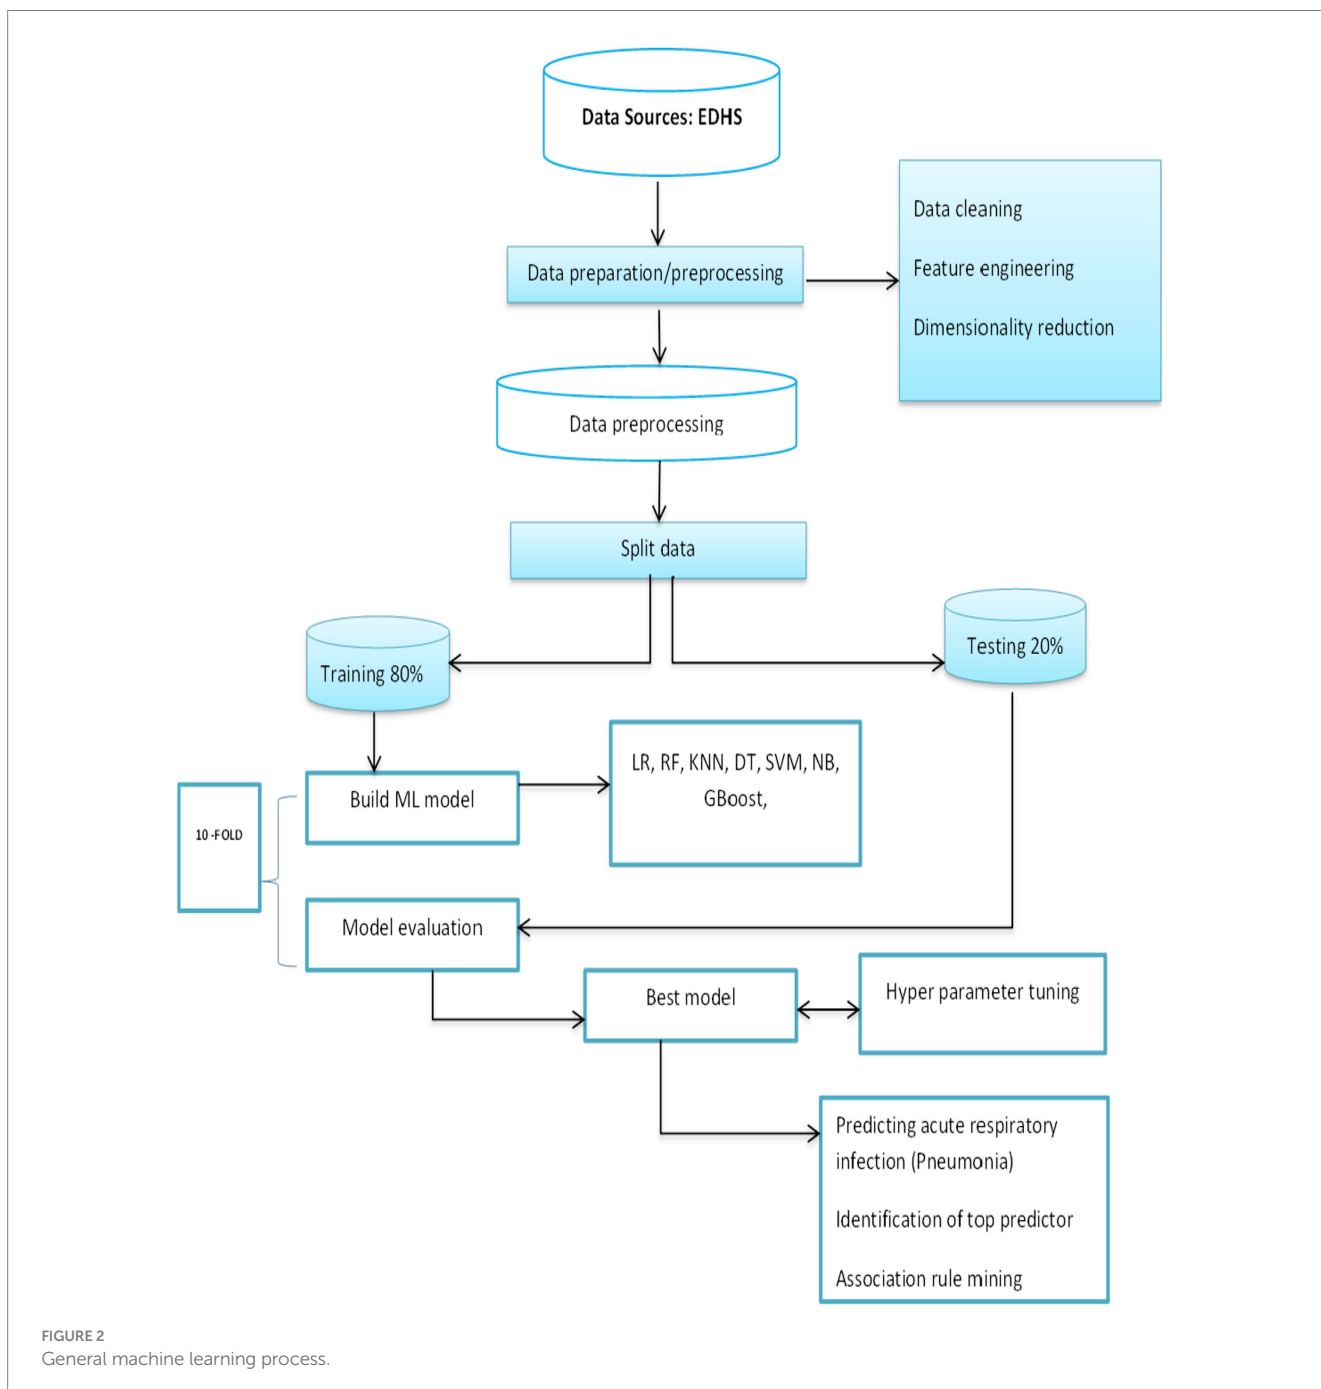 Data Sources: EDHS
Data preparation/preprocessing
Data cleaning
Feature engineering
Dimensionality reduction
Data preprocessing
Split data
Training 80%
Testing 20%
Build ML model
LR, RF, KNN, DT, SVM, NB,
GBoost,
10 -FOLD
Model evaluation
Best model
Hyper parameter tuning
Predicting acute respiratory
infection (Pneumonia)
Identification of top predictor
Association rule mining
FIGURE 2
General machine learning process.